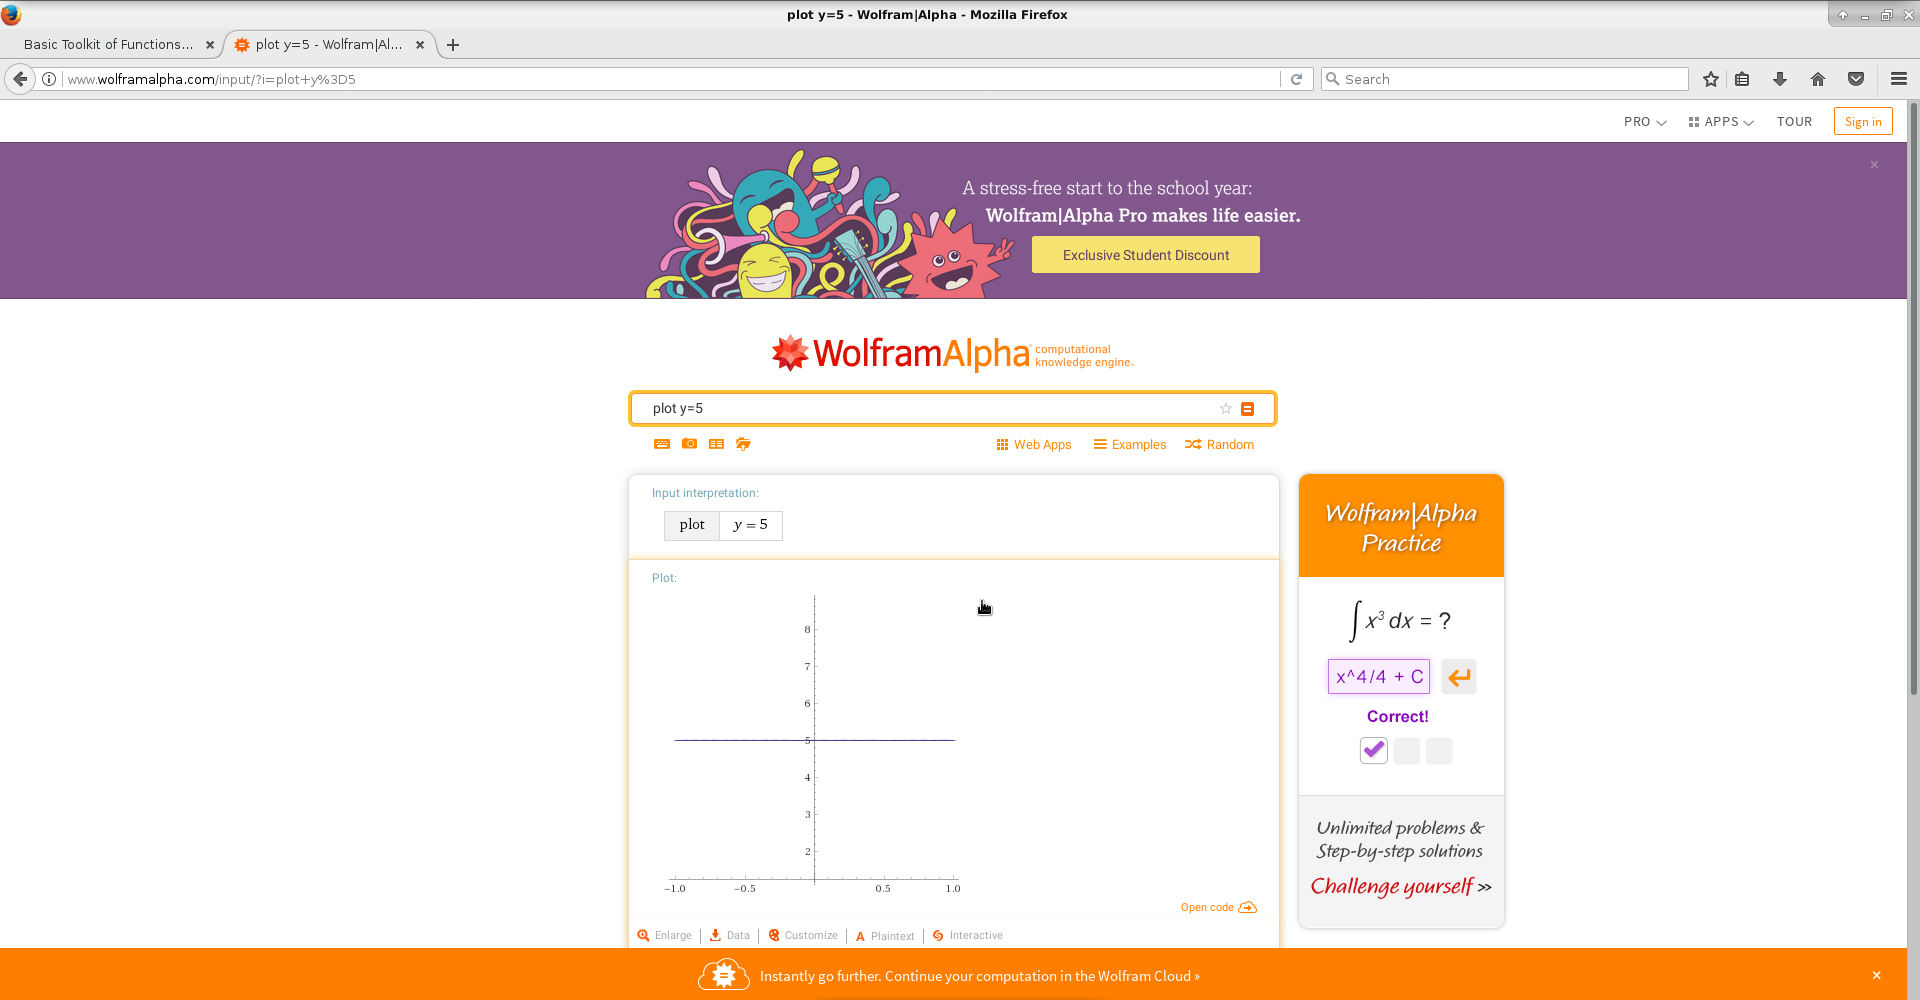 plot y=5 - Wolfram|Alpha - Mozilla Firefox
Basic Toolkit of Functions...
plot y=5 - Wolfram|Al...
www.wolframalpha.com/input/?i=plot+y%3D5
Search
PRO
APPS
TOUR
Sign in
A stress-free start to the school year:
Wolfram|Alpha Pro makes life easier.
Exclusive Student Discount
WolframAlpha computational
knowledge engine.
plot y=5
Web Apps
Examples
Random
Input interpretation:
plot
y = 5
Plot:
8
7
6
5
4
3
2
−1.0
−0.5
0.5
1.0
Open code
Enlarge
Data
Customize
A Plaintext
Interactive
Wolfram|Alpha
Practice
∫ x³ dx = ?
x^4/4 + C
Correct!
Unlimited problems &
Step-by-step solutions
Challenge yourself >>
Instantly go further. Continue your computation in the Wolfram Cloud »